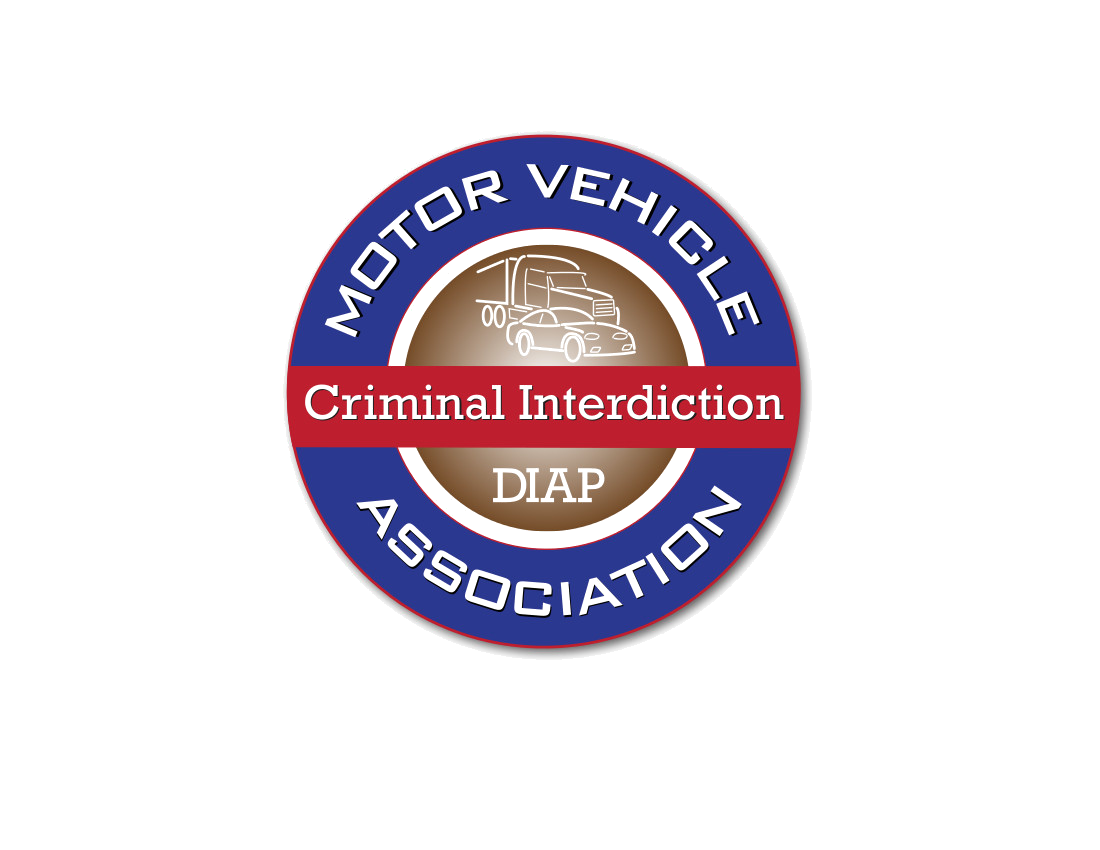 MOTOR VEHICLE
Criminal Interdiction
DIAP
ASSOCIATION